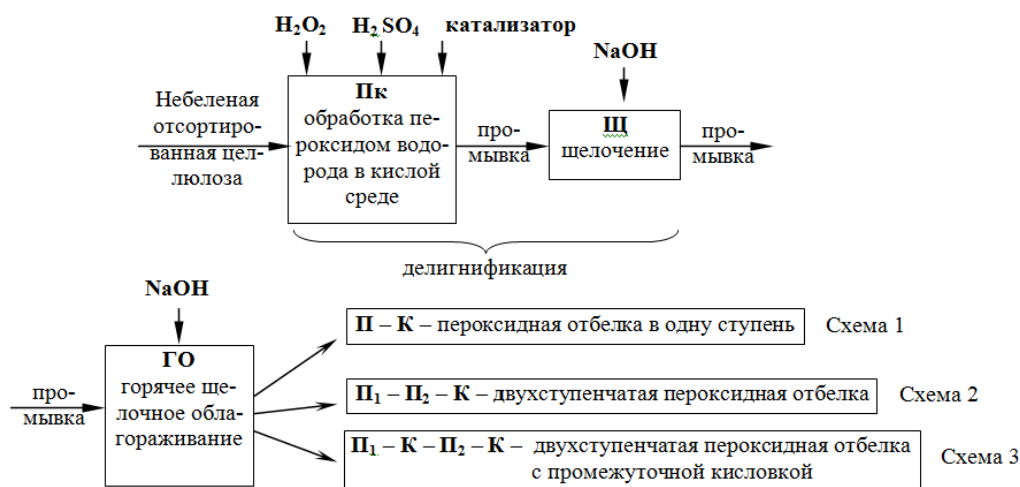 H₂O₂ H₂SO₄ катализатор
NaOH
Небеленая
отсортиро-
ванная цел-
люлоза
Пк
обработка пе-
роксидом водо-
рода в кислой
среде
про-
мывка
Щ
щелочение
про-
мывка
делигнификация
NaOH
про-
мывка
ГО
горячее ще-
лочное обла-
гораживание
П – К – пероксидная отбелка в одну ступень Схема 1
П₁ – П₂ – К – двухступенчатая пероксидная отбелка Схема 2
П₁ – К – П₂ – К – двухступенчатая пероксидная отбелка
с промежуточной кисловкой Схема 3